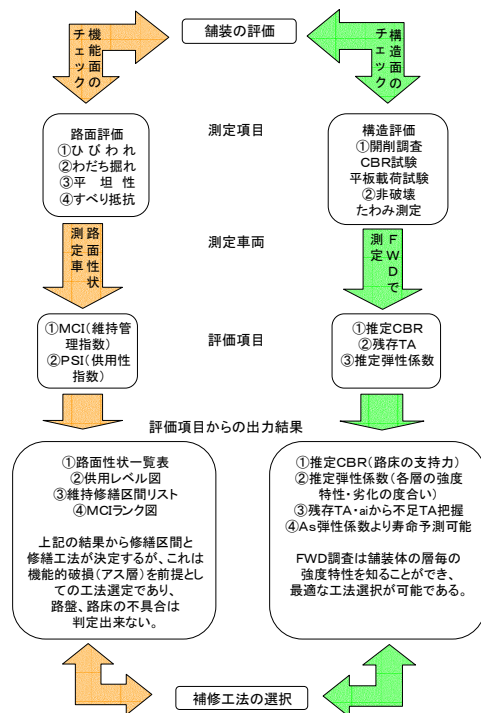 舗装の評価
機能面の
チェック
構造面の
チェック
測定項目
路面評価
①ひびわれ
②わだち掘れ
③平　坦　性
④すべり抵抗
構造評価
①開削調査
CBR試験
平板載荷試験
②非破壊
たわみ測定
測定車両
路面性状
測定車
FWDで
測定
評価項目
①MCI(維持管
理指数)
②PSI(供用性
指数)
①推定CBR
②残存TA
③推定弾性係数
評価項目からの出力結果
①路面性状一覧表
②供用レベル図
③維持修繕区間リスト
④MCIランク図
上記の結果から修繕区間と
修繕工法が決定するが、これは
機能的破損(アス層)を前提とし
ての工法選定であり、
路盤、路床の不具合は
判定出来ない。
①推定CBR(路床の支持力)
②推定弾性係数(各層の強度
特性・劣化の度合い)
③残存TA・aiから不足TA把握
④As弾性係数より寿命予測可能
FWD調査は舗装体の層毎の
強度特性を知ることができ、
最適な工法選択が可能である。
補修工法の選択